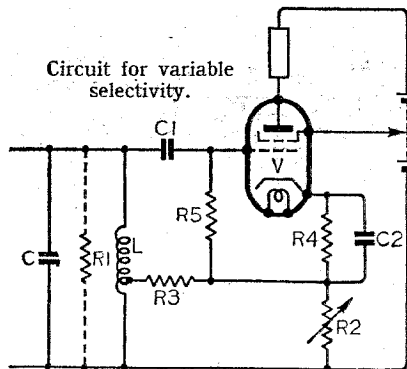 Circuit for variable
selectivity.
C1
V
C
R1
L
R5
R4
C2
R3
R2